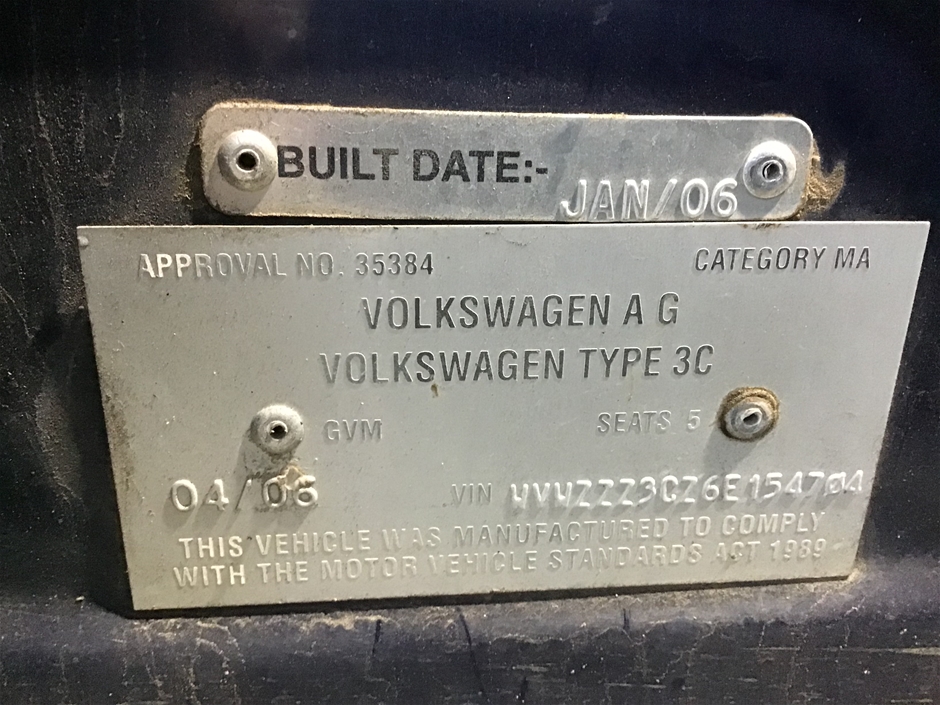 BUILT DATE:-
JAN/06
APPROVAL NO. 35384 CATEGORY MA
VOLKSWAGEN A G
VOLKSWAGEN TYPE 3C
GVM SEATS 5
04/06 VIN WVWZZZ3CZ6E154704
THIS VEHICLE WAS MANUFACTURED TO COMPLY
WITH THE MOTOR VEHICLE STANDARDS ACT 1989